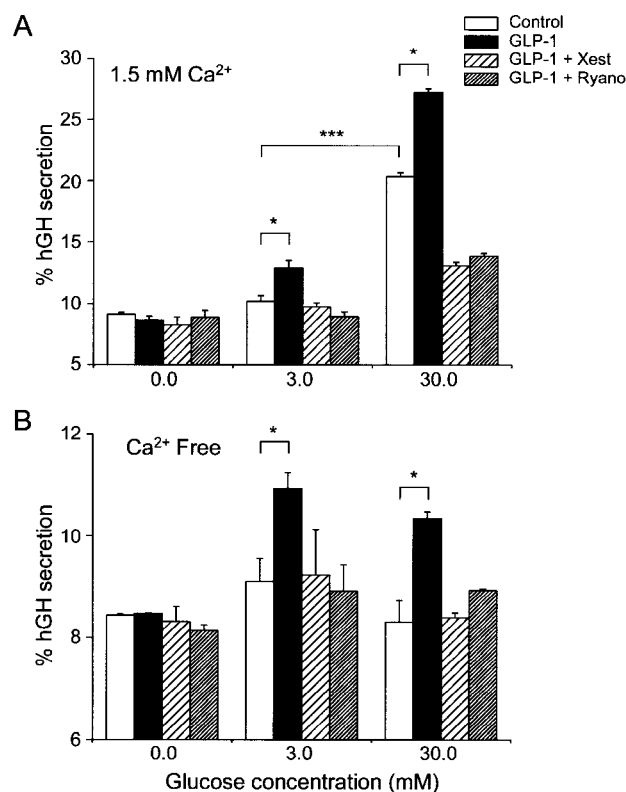 A
Control
GLP-1
GLP-1 + Xest
GLP-1 + Ryano
1.5 mM Ca²⁺
% hGH secretion
30
25
20
15
10
5
*
***
*
0.0
3.0
30.0
B
Ca²⁺ Free
% hGH secretion
12
10
8
6
*
*
0.0
3.0
30.0
Glucose concentration (mM)